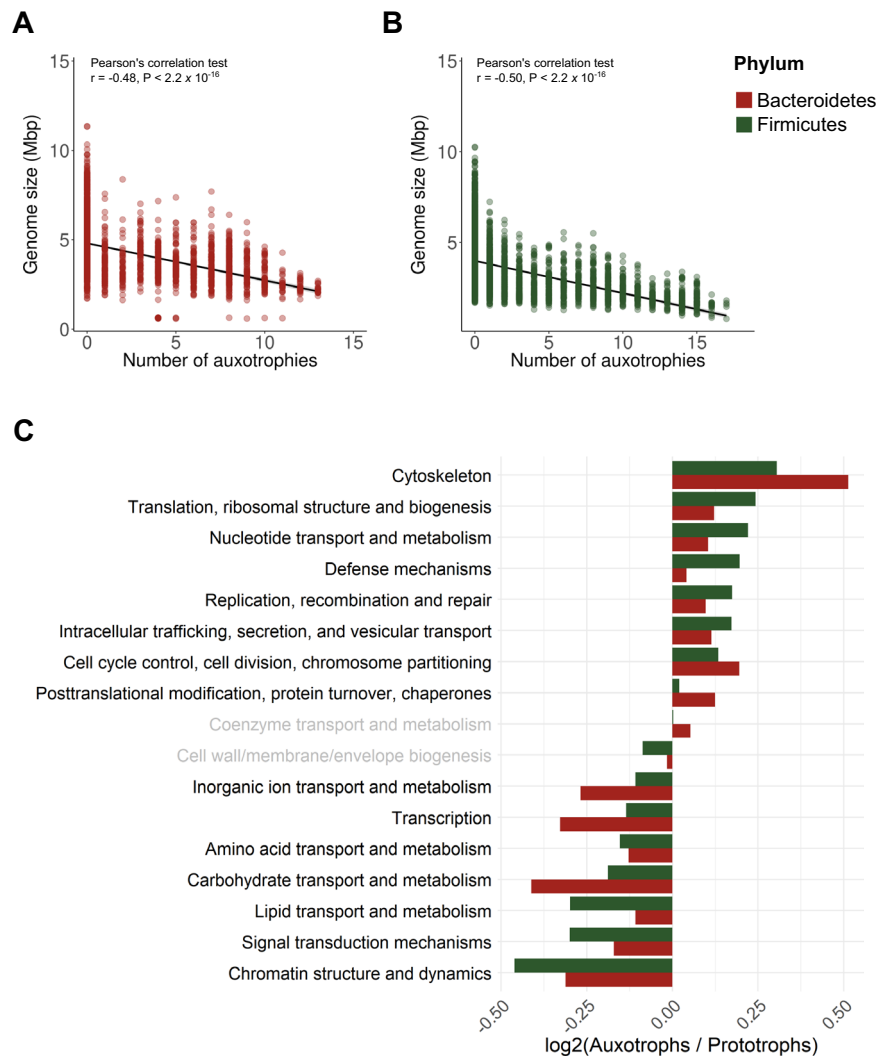 A
B
Pearson's correlation test
r = -0.48, P < 2.2 x 10-16
Pearson's correlation test
r = -0.50, P < 2.2 x 10-16
Phylum
Bacteroidetes
Firmicutes
Genome size (Mbp)
15
10
5
0
0
5
10
15
Number of auxotrophies
Genome size (Mbp)
15
10
5
0
5
10
15
Number of auxotrophies
C
Cytoskeleton
Translation, ribosomal structure and biogenesis
Nucleotide transport and metabolism
Defense mechanisms
Replication, recombination and repair
Intracellular trafficking, secretion, and vesicular transport
Cell cycle control, cell division, chromosome partitioning
Posttranslational modification, protein turnover, chaperones
Coenzyme transport and metabolism
Cell wall/membrane/envelope biogenesis
Inorganic ion transport and metabolism
Transcription
Amino acid transport and metabolism
Carbohydrate transport and metabolism
Lipid transport and metabolism
Signal transduction mechanisms
Chromatin structure and dynamics
-0.50
-0.25
0.00
0.25
0.50
log2(Auxotrophs / Prototrophs)